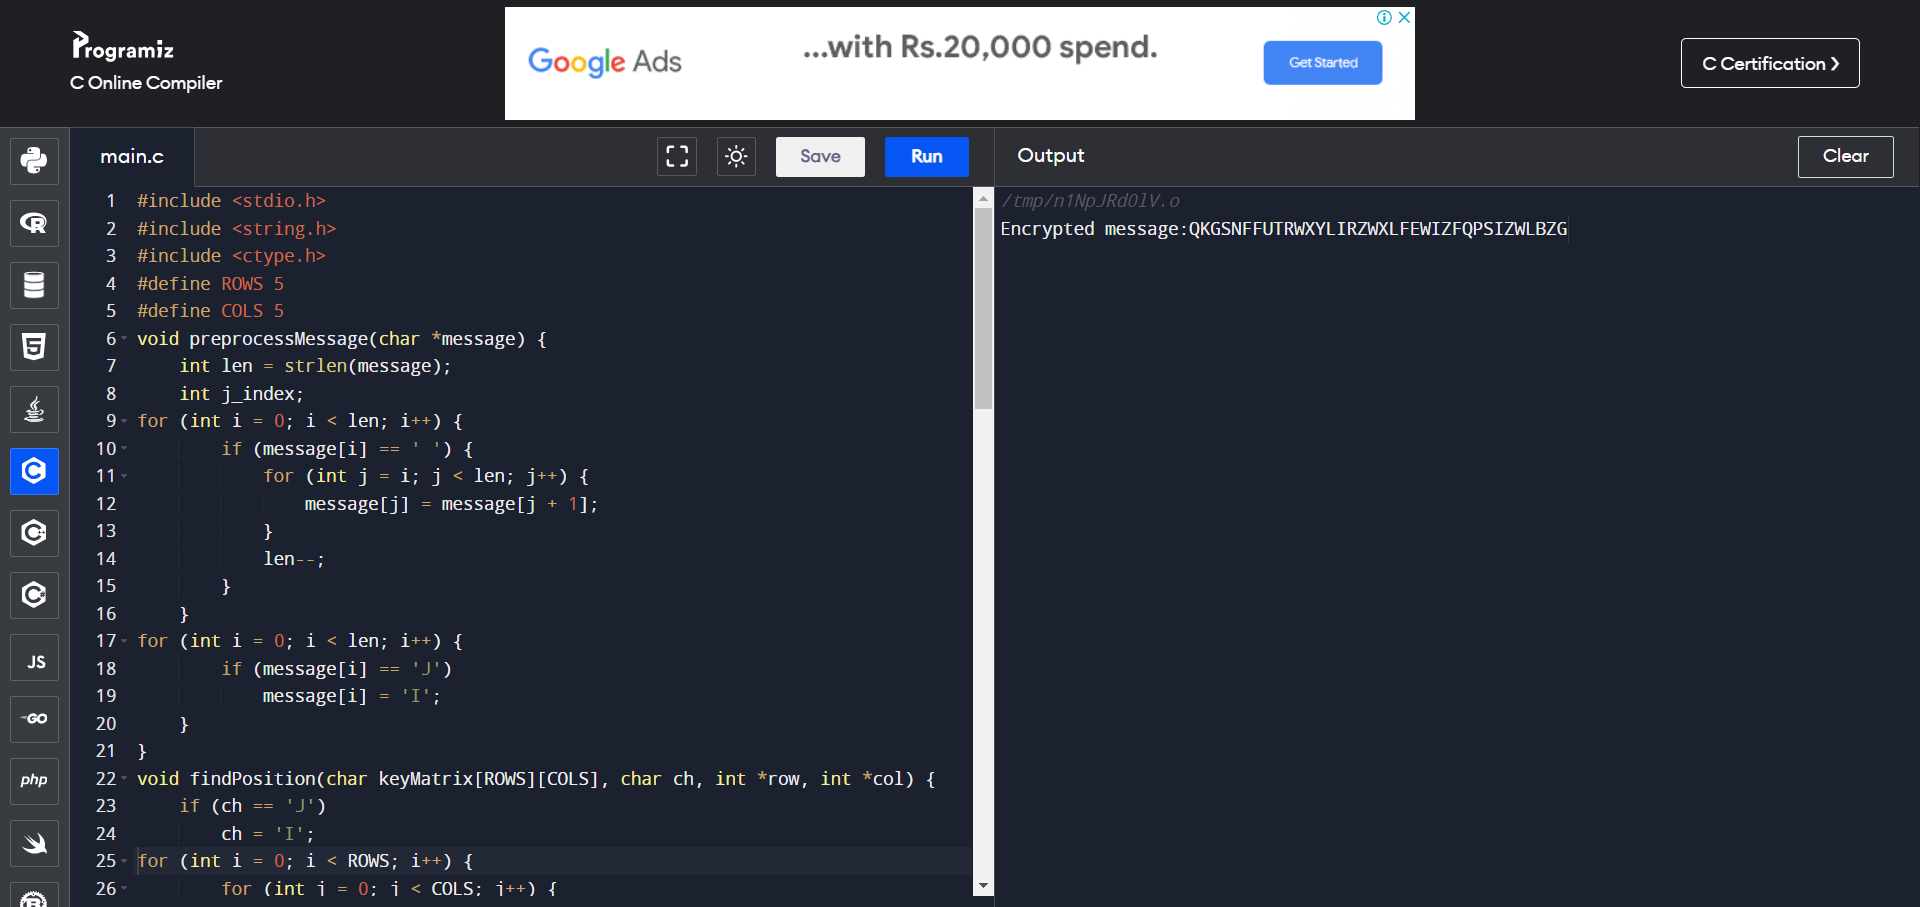 Programiz
C Online Compiler
Google Ads
...with Rs.20,000 spend.
Get Started
C Certification ❯
main.c
Save
Run
Output
Clear
1 #include <stdio.h>
2 #include <string.h>
3 #include <ctype.h>
4 #define ROWS 5
5 #define COLS 5
6 void preprocessMessage(char *message) {
7 int len = strlen(message);
8 int j_index;
9 for (int i = 0; i < len; i++) {
10 if (message[i] == ' ') {
11 for (int j = i; j < len; j++) {
12 message[j] = message[j + 1];
13 }
14 len--;
15 }
16 }
17 for (int i = 0; i < len; i++) {
18 if (message[i] == 'J')
19 message[i] = 'I';
20 }
21 }
22 void findPosition(char keyMatrix[ROWS][COLS], char ch, int *row, int *col) {
23 if (ch == 'J')
24 ch = 'I';
25 for (int i = 0; i < ROWS; i++) {
26 for (int j = 0; j < COLS; j++) {
/tmp/n1NpJRd0lV.o
Encrypted message:QKGSNFFUTRWXYLIRZWXLFEWIZFQPSIZWLBZG
JS
GO
php